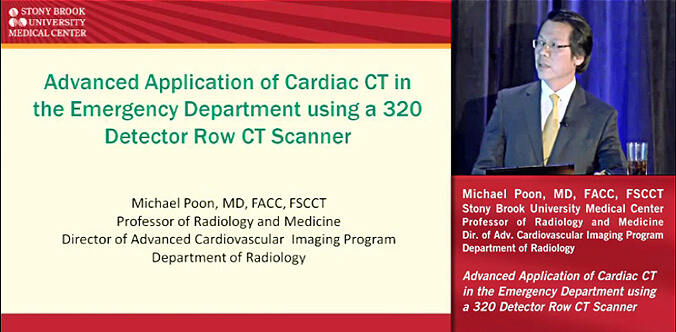 STONY BROOK
UNIVERSITY
MEDICAL CENTER
Advanced Application of Cardiac CT in
the Emergency Department using a 320
Detector Row CT Scanner
Michael Poon, MD, FACC, FSCCT
Professor of Radiology and Medicine
Director of Advanced Cardiovascular Imaging Program
Department of Radiology
Michael Poon, MD, FACC, FSCCT
Stony Brook University Medical Center
Professor of Radiology and Medicine
Dir. of Adv. Cardiovascular Imaging Program
Department of Radiology
Advanced Application of Cardiac CT
in the Emergency Department using
a 320 Detector Row CT Scanner